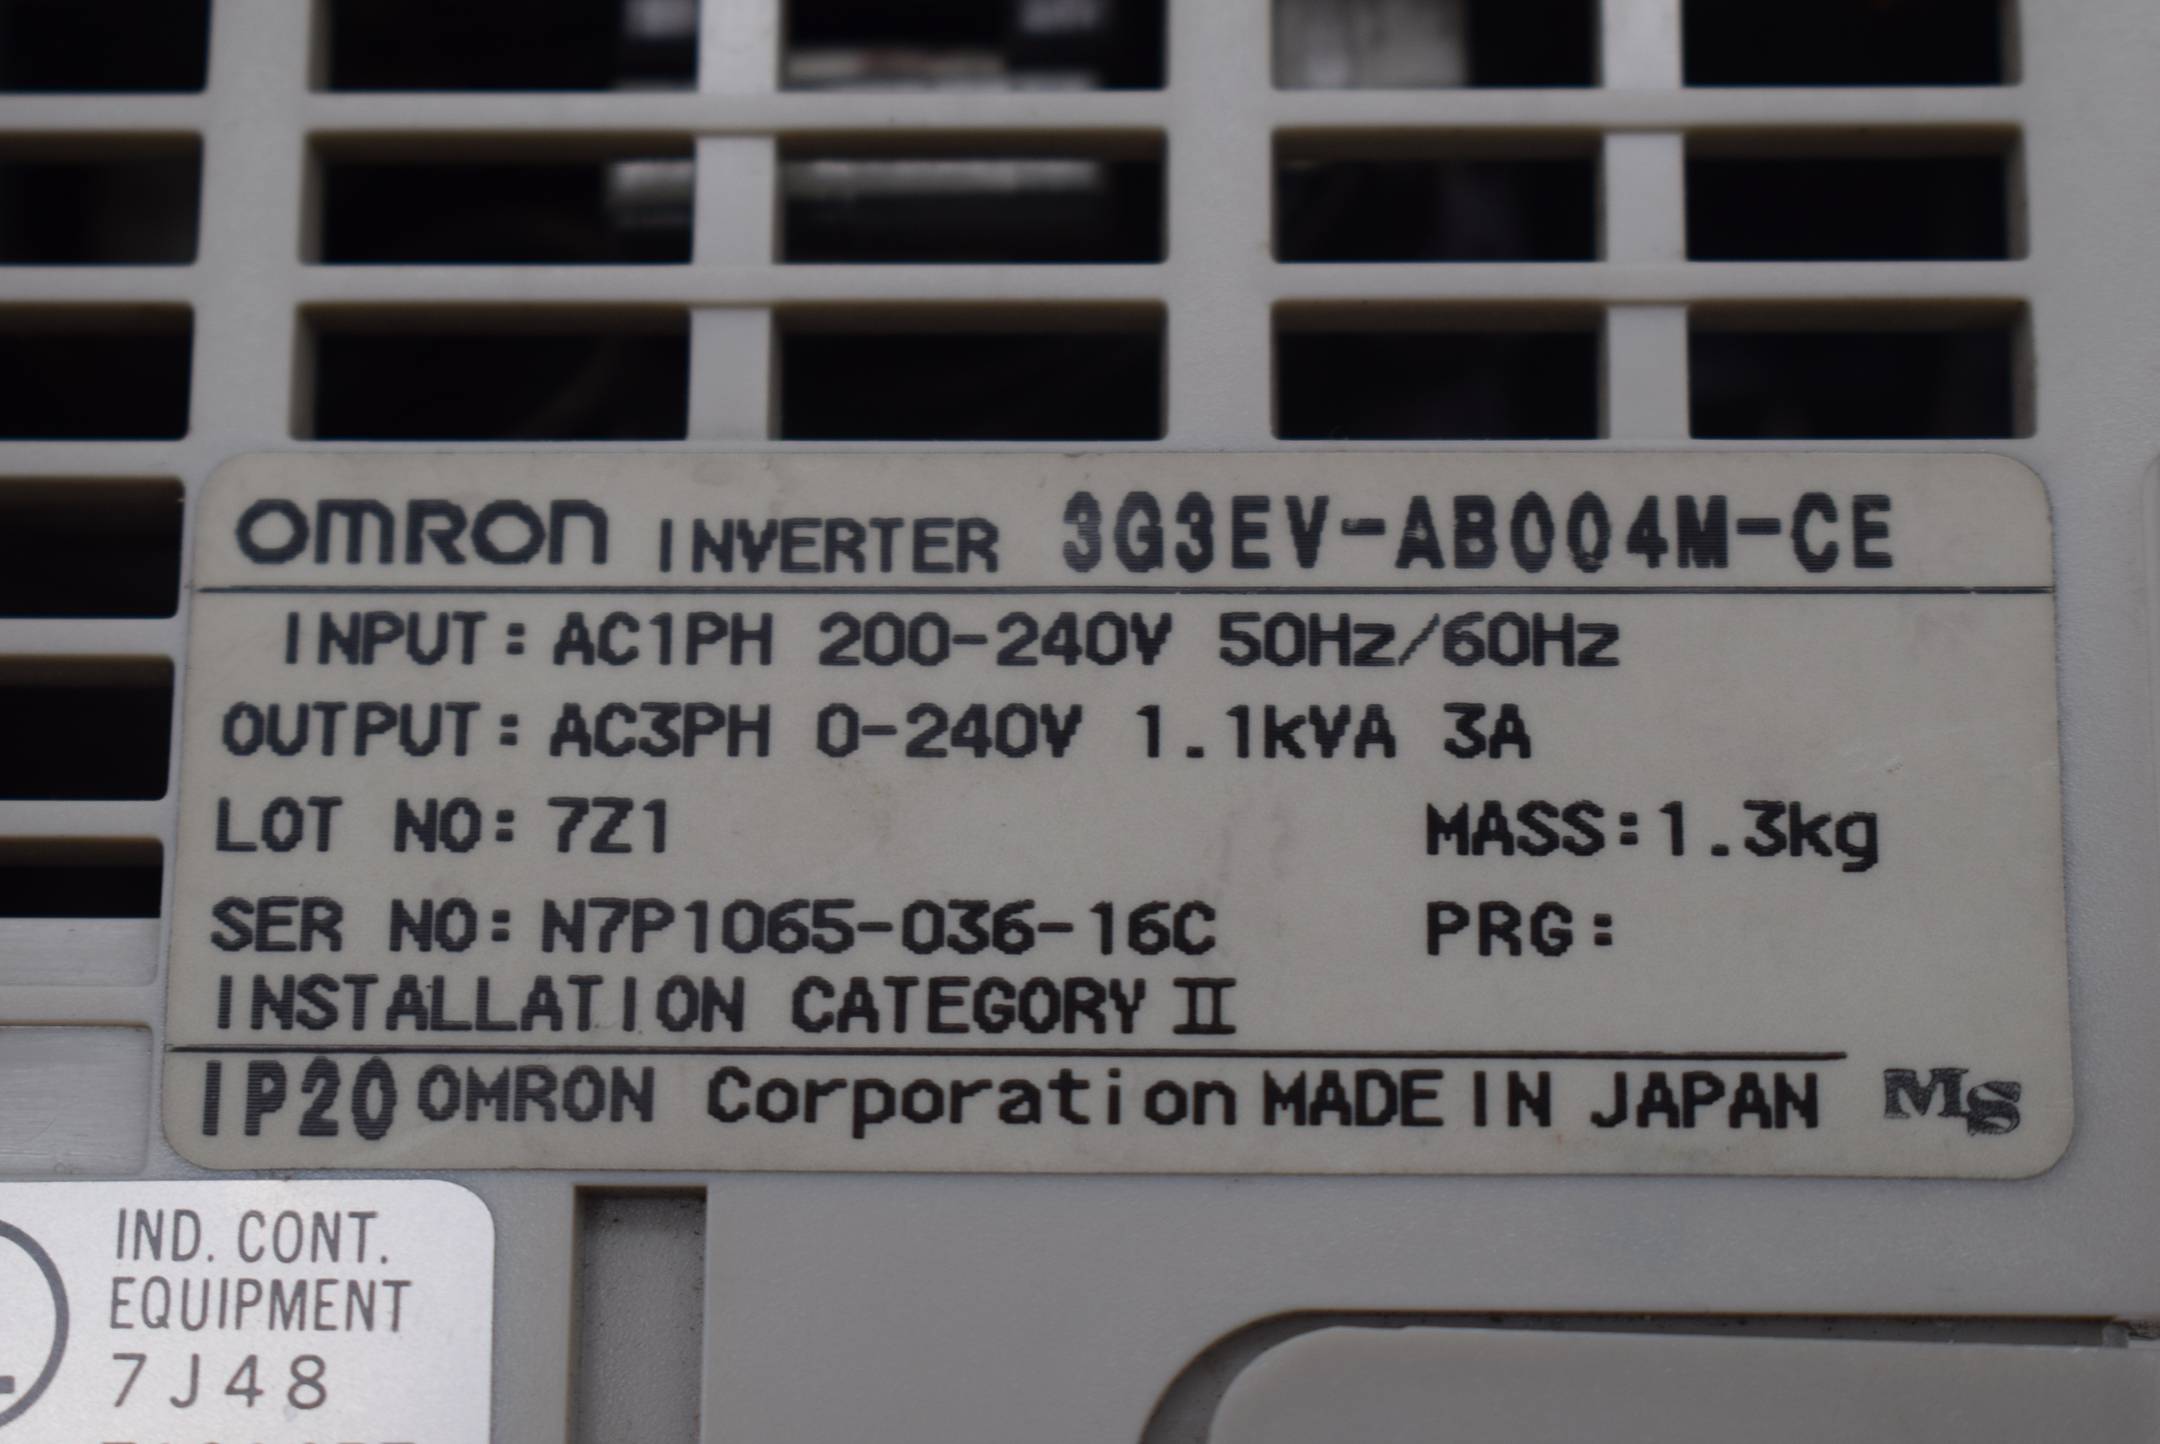 OMRON INVERTER 3G3EV-AB004M-CE
INPUT: AC1PH 200-240V 50Hz/60Hz
OUTPUT: AC3PH 0-240V 1.1kVA 3A
LOT NO: 7Z1 MASS:1.3kg
SER NO: N7P1065-036-16C PRG:
INSTALLATION CATEGORY II
IP20 OMRON Corporation MADE IN JAPAN MS
IND. CONT.
EQUIPMENT
7J48